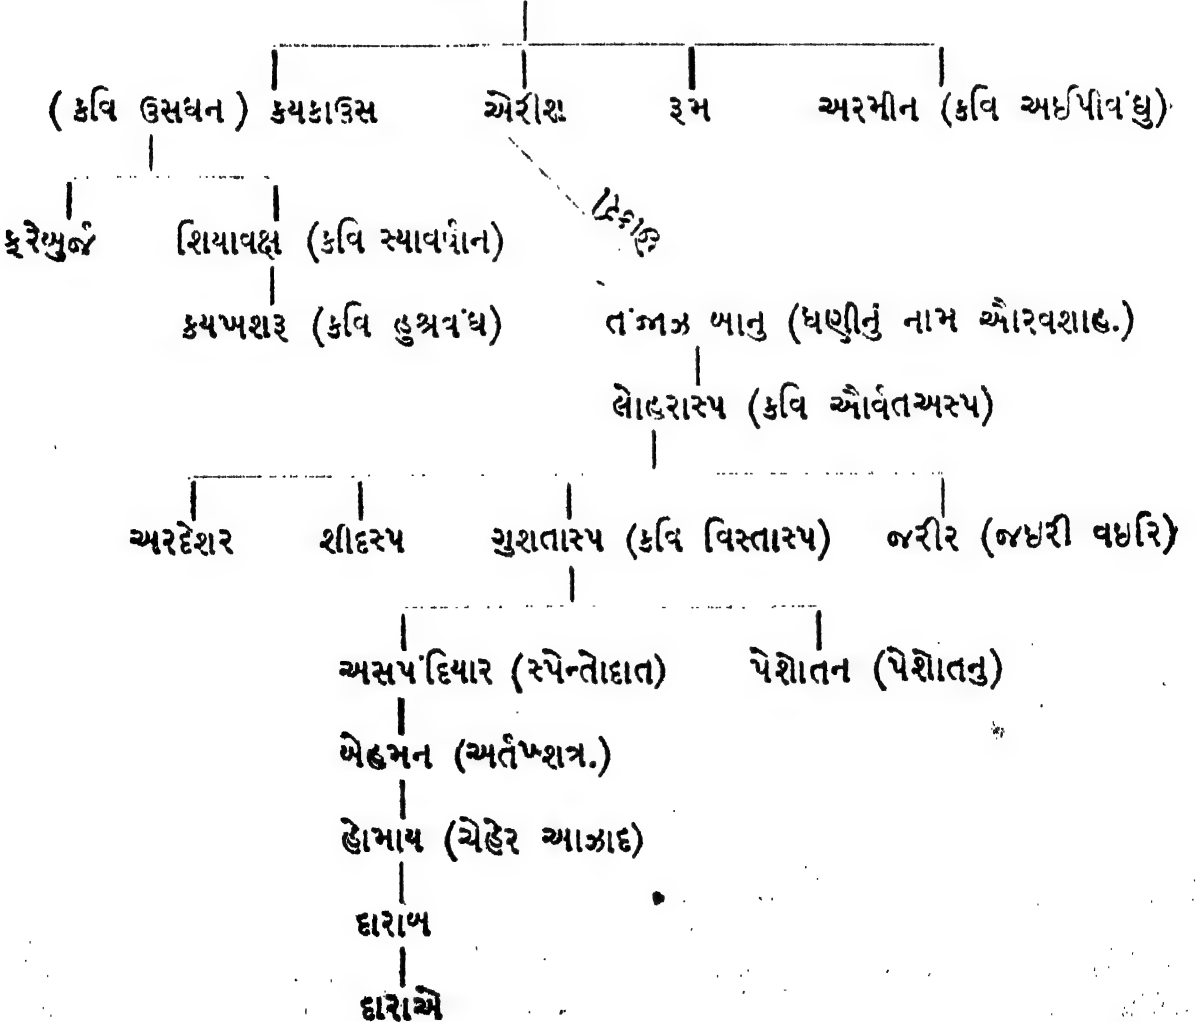 (કવિ ઉસધન) કયકાઉસ એરીશ રૂમ અરમીન (કવિ અઈપીવંધુ)
ફરેબુર્જ શિયાવક્ષ (કવિ સ્યાવર્ષાન)
કયખશરૂ (કવિ હુશ્રવંધ) તંબાઝ બાનુ (ધણીનું નામ ઔરવશાહ.)
લોહરાસ્પ (કવિ ઔર્વતઅસ્પ)
અરદેશર શીદસ્પ ગુશતાસ્પ (કવિ વિસ્તાસ્પ) જરીર (જઇરી વઇરિ)
અસપંદિયાર (સ્પેન્તોદાત) પેશોતન (પેશોતનુ)
બેહમન (અર્તખ્શત્ર.)
હોમાય (ચેહેર આઝાદ)
દારાબ
દારાએ